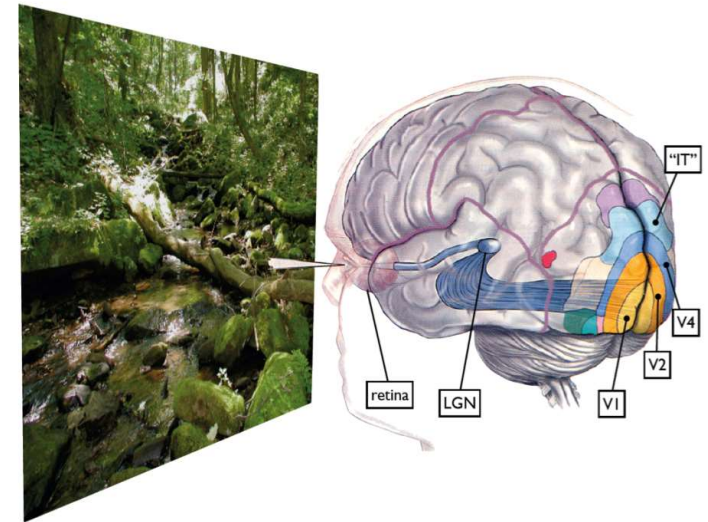 "IT"
V4
V2
V1
LGN
retina